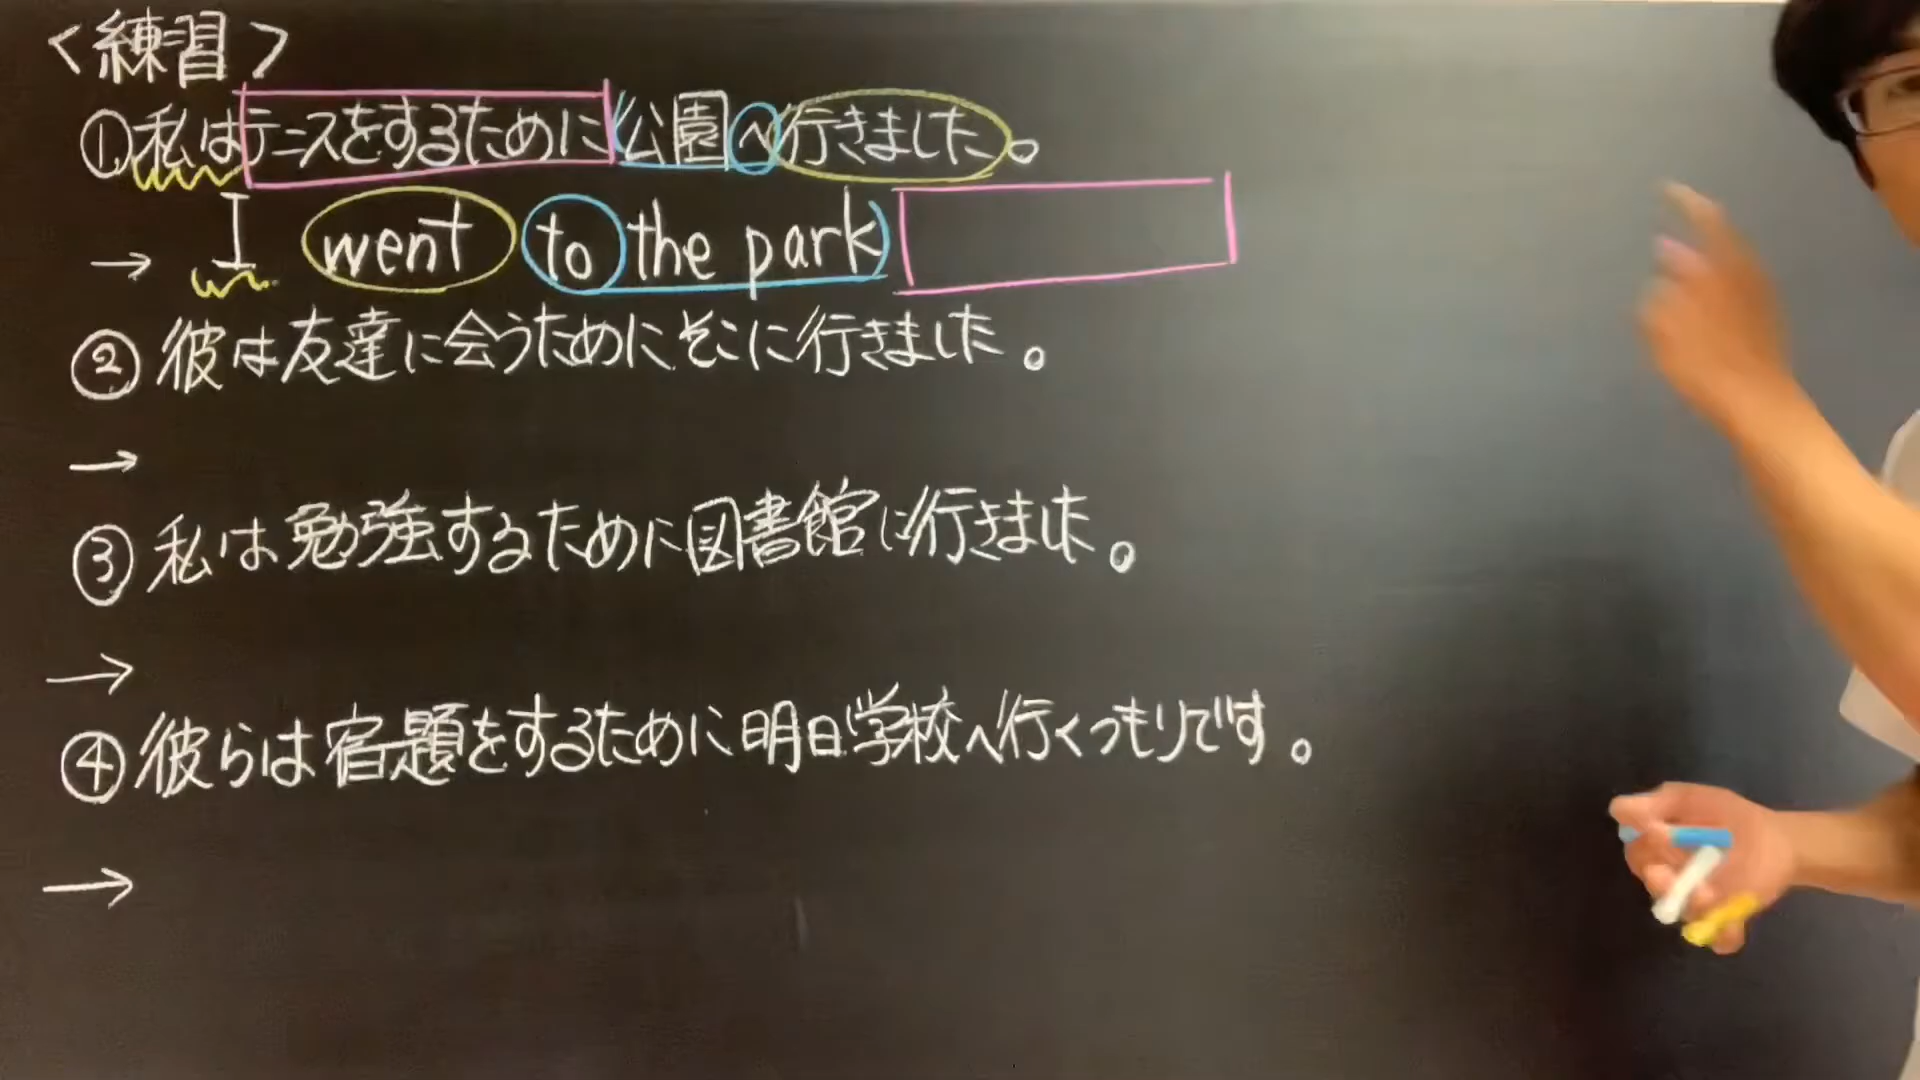 <練習>
①私はテニスをするために公園へ行きました。
→ I went to the park
②彼は友達に会うためにそこに行きました。
→
③私は勉強するために図書館に行きました。
→
④彼らは宿題をするために明日学校へ行くつもりです。
→